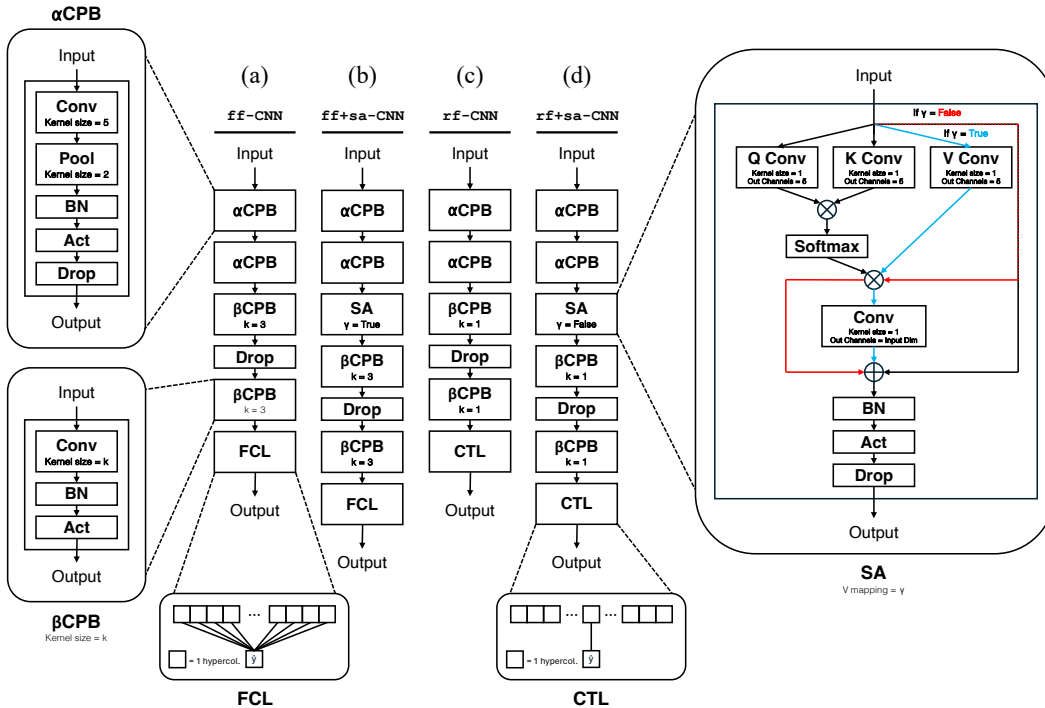 αCPB
Input
Conv
Kernel size = 5
Pool
Kernel size = 2
BN
Act
Drop
Output
Input
Conv
Kernel size = k
BN
Act
Output
βCPB
Kernel size = k
(a)
ff-CNN
Input
αCPB
αCPB
βCPB
k = 3
Drop
βCPB
k = 3
FCL
Output
...
= 1 hypercol.
ŷ
FCL
(b)
ff+sa-CNN
Input
αCPB
αCPB
SA
γ = True
βCPB
k = 3
Drop
βCPB
k = 3
FCL
Output
(c)
rf-CNN
Input
αCPB
αCPB
βCPB
k = 1
Drop
βCPB
k = 1
CTL
Output
(d)
rf+sa-CNN
Input
αCPB
αCPB
SA
γ = False
βCPB
k = 1
Drop
βCPB
k = 1
CTL
Output
... ...
= 1 hypercol.
ŷ
CTL
Input
If γ = False
If γ = True
Q Conv
Kernel size = 1
Out Channels = 5
K Conv
Kernel size = 1
Out Channels = 5
V Conv
Kernel size = 1
Out Channels = 5
Softmax
Conv
Kernel size = 1
Out Channels = Input Dim
BN
Act
Drop
Output
SA
V mapping = γ